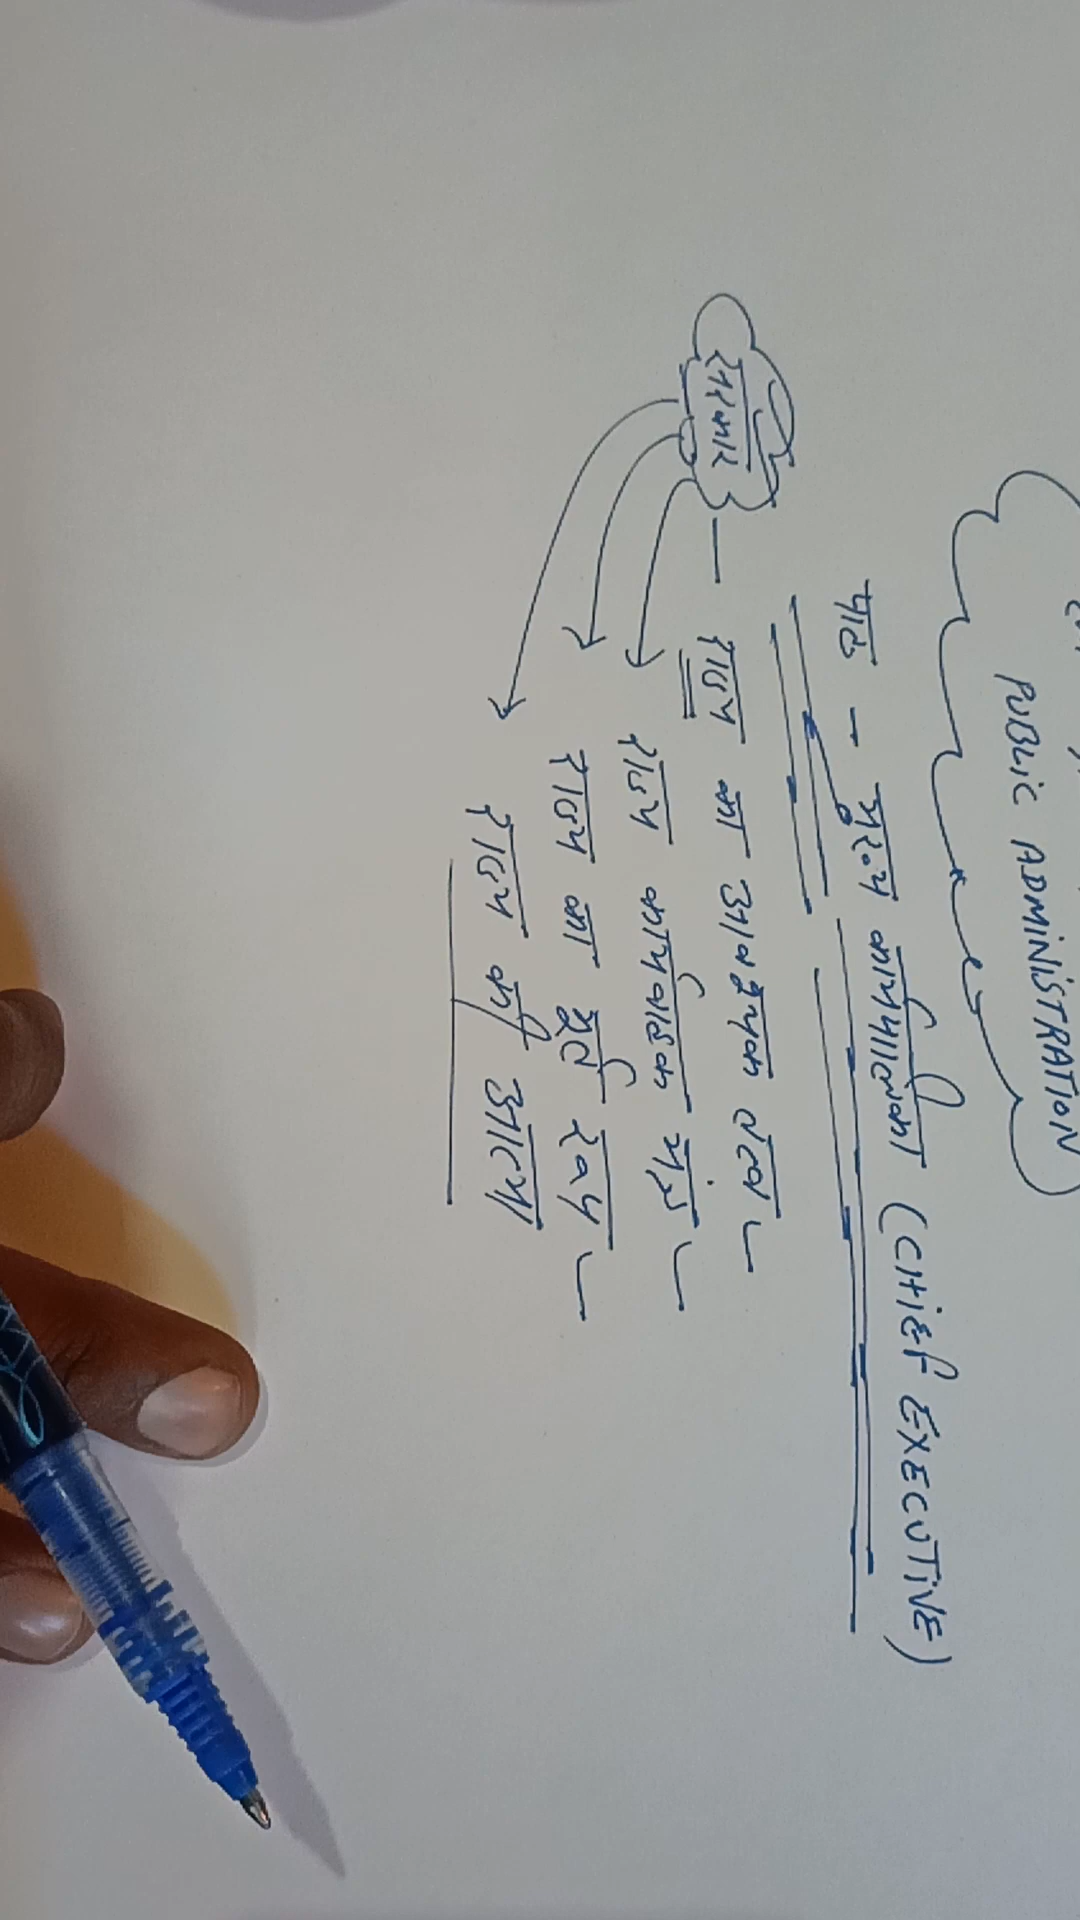 PUBLIC ADMINISTRATION
पाठ - मुख्य कार्यपालिका (CHIEF EXECUTIVE)
सरकार - राज्य का आवश्यक तत्व
राज्य कार्यवाहक यंत्र
राज्य का मूर्त रूप
राज्य की आत्मा